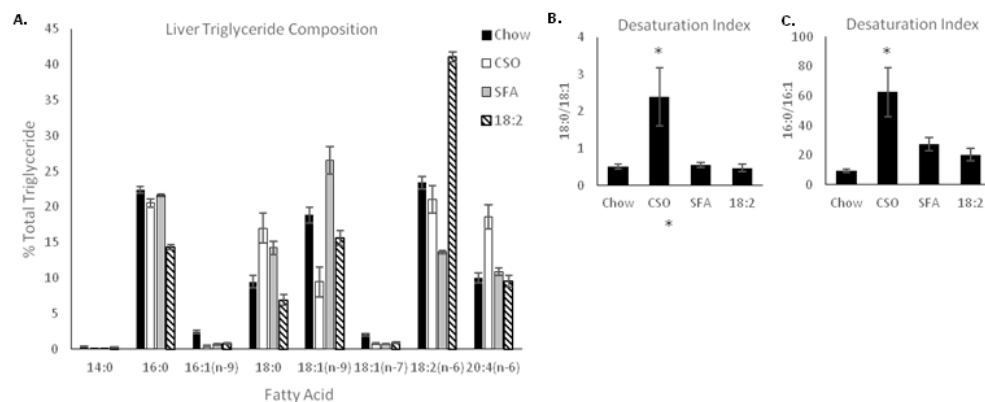 A.
Liver Triglyceride Composition
% Total Triglyceride
45
40
35
30
25
20
15
10
5
0
Chow
CSO
SFA
18:2
14:0 16:0 16:1(n-9) 18:0 18:1(n-9) 18:1(n-7) 18:2(n-6) 20:4(n-6)
Fatty Acid
B.
Desaturation Index
18:0/18:1
4
3
2
1
0
*
Chow CSO SFA 18:2
*
C.
Desaturation Index
16:0/16:1
100
80
60
40
20
0
*
Chow CSO SFA 18:2